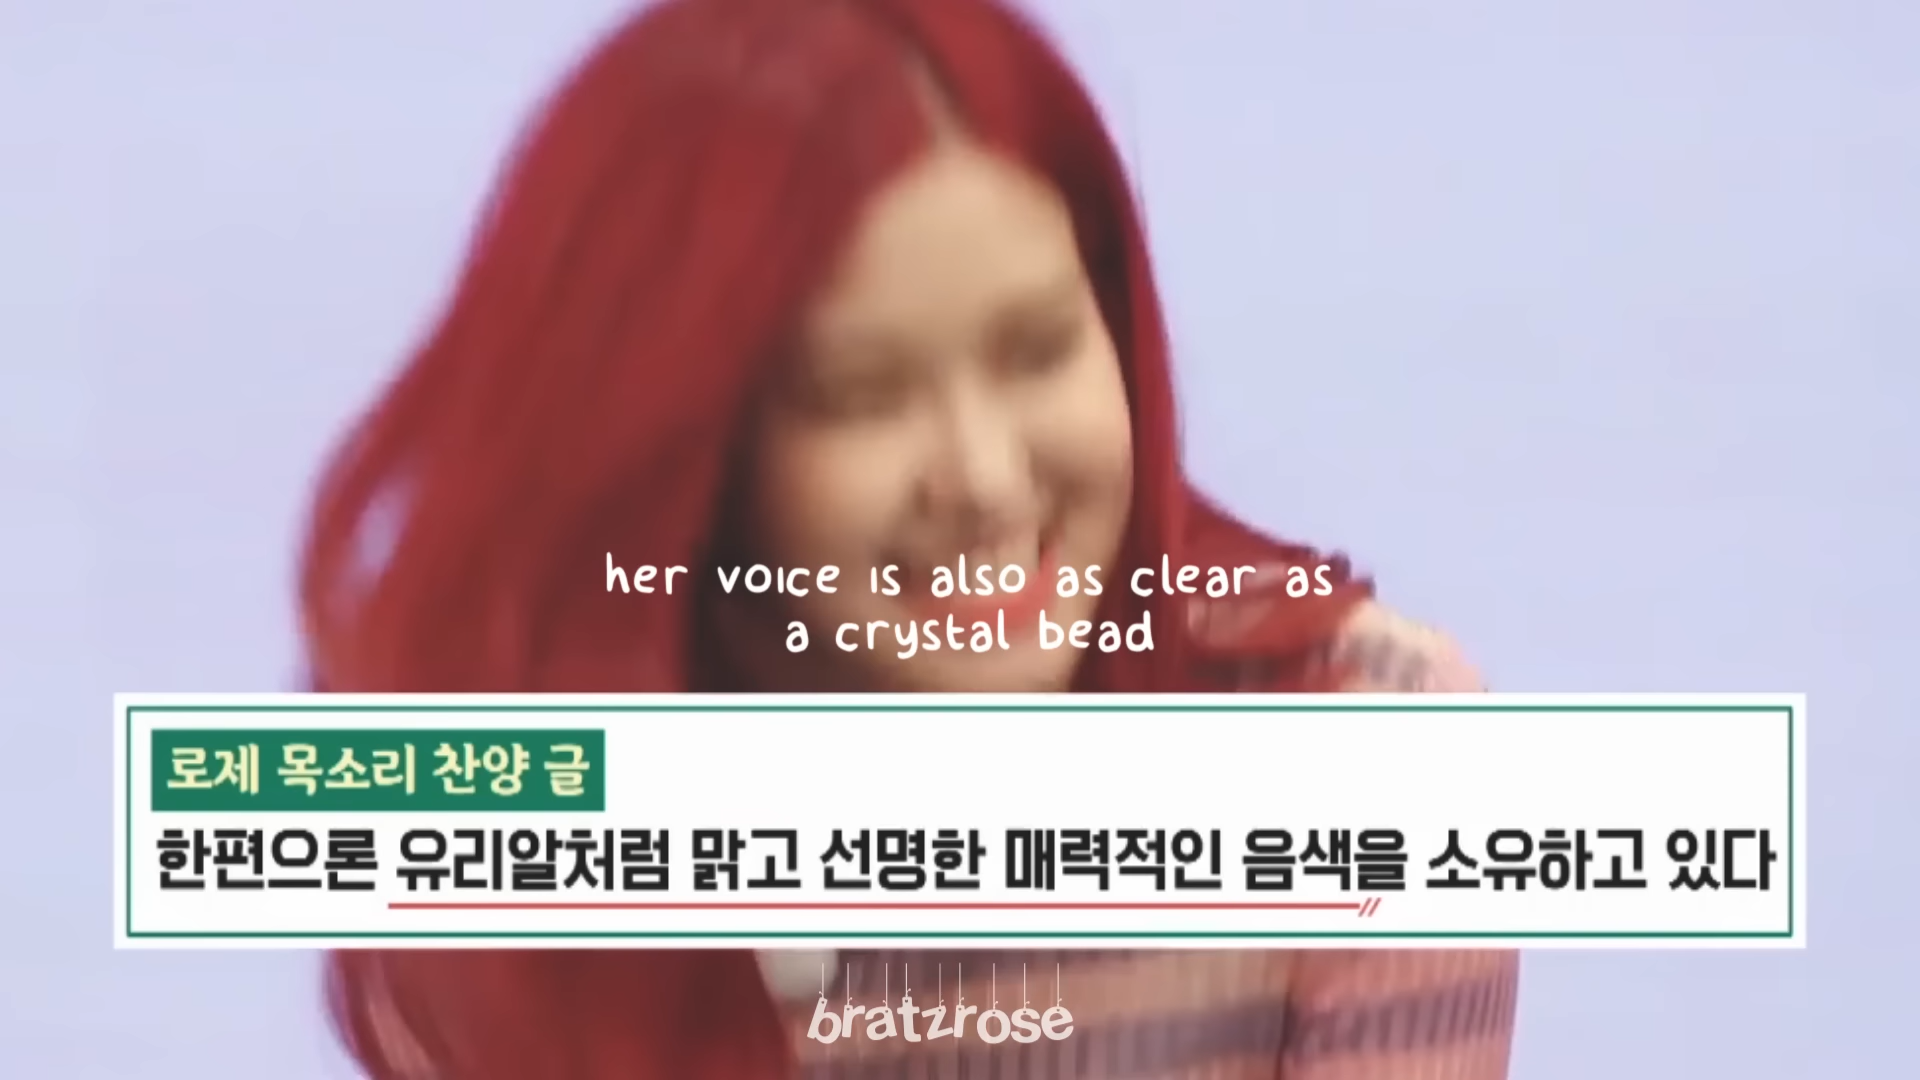 her voice is also as clear as
a crystal bead
로제 목소리 찬양 글
한편으론 유리알처럼 맑고 선명한 매력적인 음색을 소유하고 있다
bratzrose